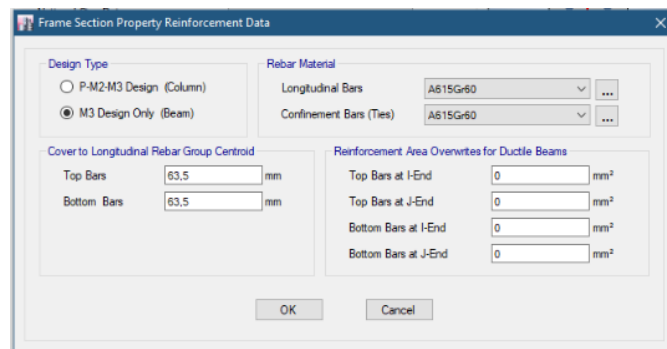 Frame Section Property Reinforcement Data
Design Type
P-M2-M3 Design (Column)
M3 Design Only (Beam)
Rebar Material
Longitudinal Bars A615Gr60 ...
Confinement Bars (Ties) A615Gr60 ...
Cover to Longitudinal Rebar Group Centroid
Top Bars 63,5 mm
Bottom Bars 63,5 mm
Reinforcement Area Overwrites for Ductile Beams
Top Bars at I-End 0 mm²
Top Bars at J-End 0 mm²
Bottom Bars at I-End 0 mm²
Bottom Bars at J-End 0 mm²
OK Cancel